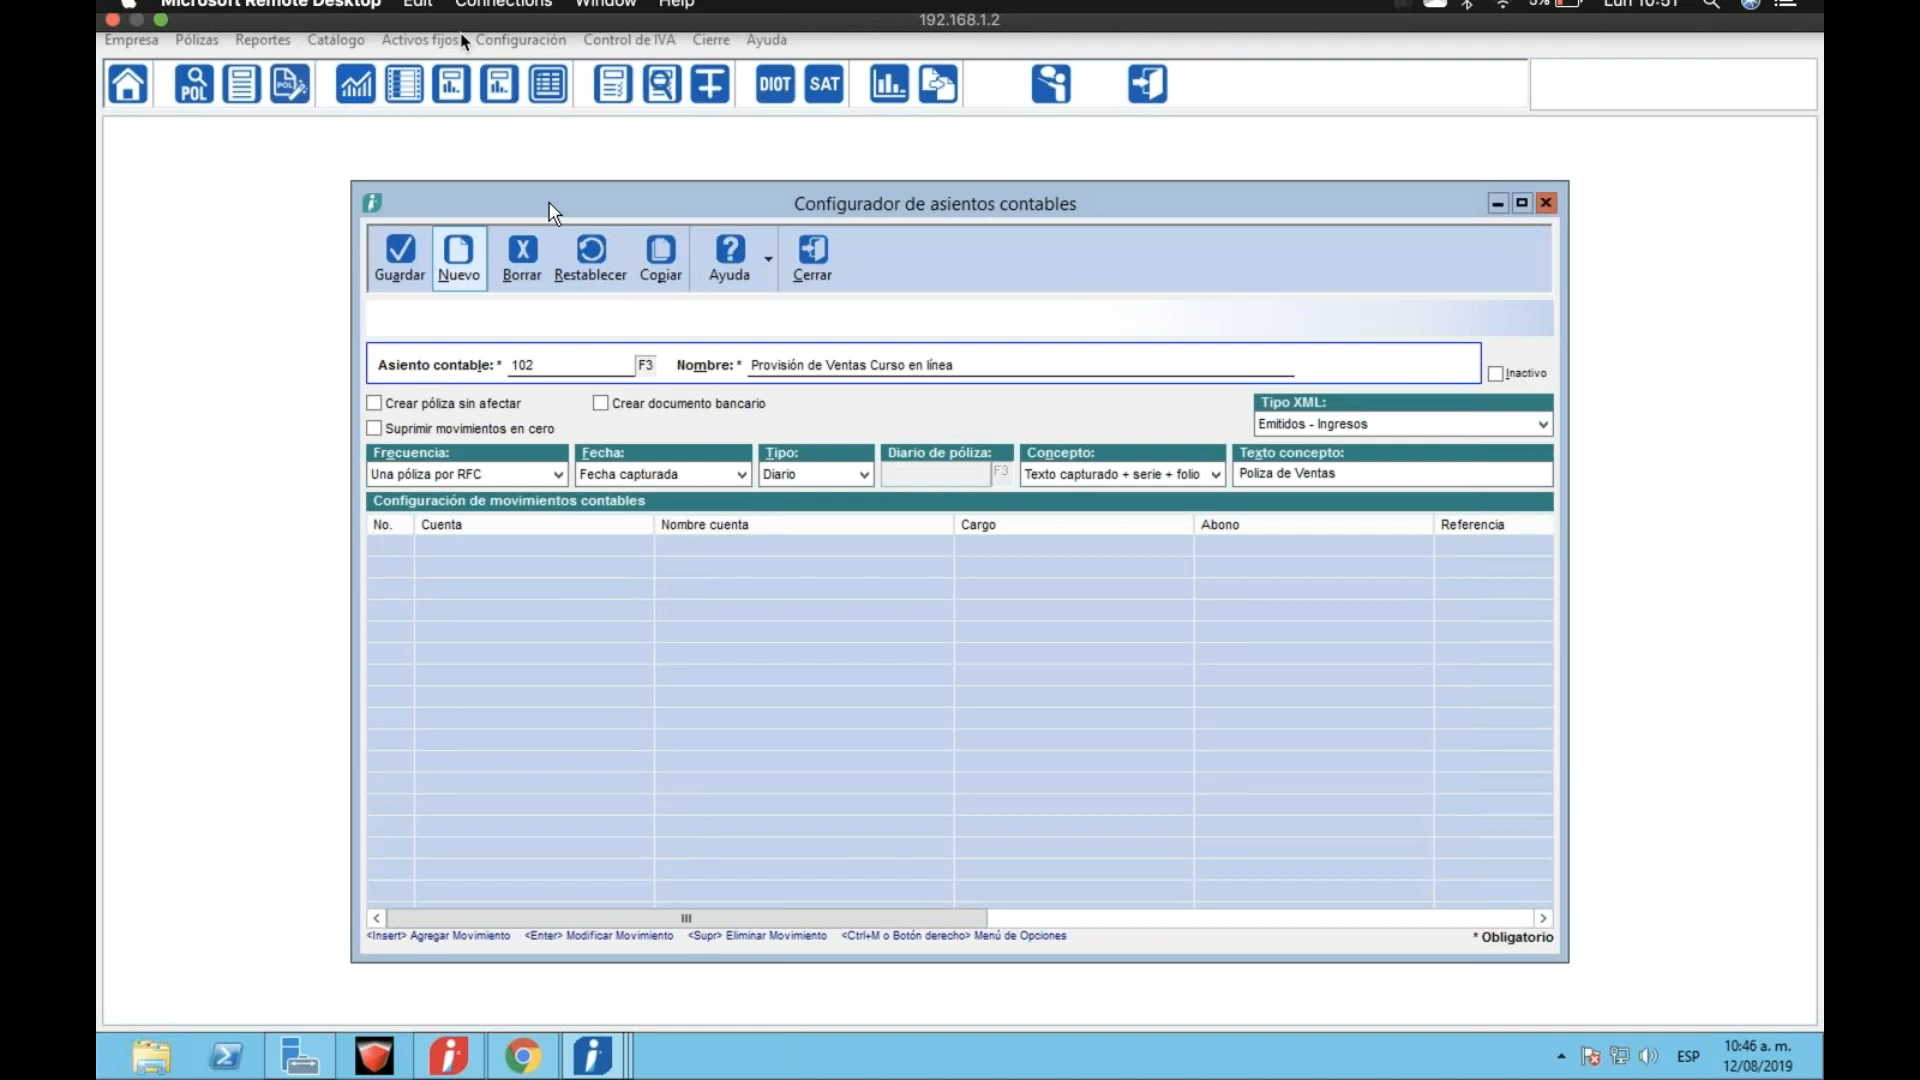 Microsoft Remote Desktop Edit Connections Window Help 5% Lun 10:51
192.168.1.2
Empresa Pólizas Reportes Catálogo Activos fijos Configuración Control de IVA Cierre Ayuda
POL POL DIOT SAT
Configurador de asientos contables
Guardar Nuevo Borrar Restablecer Copiar Ayuda Cerrar
Asiento contable: * 102 F3 Nombre: * Provisión de Ventas Curso en línea
Inactivo
Crear póliza sin afectar Crear documento bancario Tipo XML:
Emitidos - Ingresos
Suprimir movimientos en cero
Frecuencia: Fecha: Tipo: Diario de póliza: Concepto: Texto concepto:
Una póliza por RFC Fecha capturada Diario F3 Texto capturado + serie + folio Poliza de Ventas
Configuración de movimientos contables
No. Cuenta Nombre cuenta Cargo Abono Referencia
<Insert> Agregar Movimiento <Enter> Modificar Movimiento <Supr> Eliminar Movimiento <Ctrl+M o Botón derecho> Menú de Opciones * Obligatorio
ESP 10:46 a. m.
12/08/2019